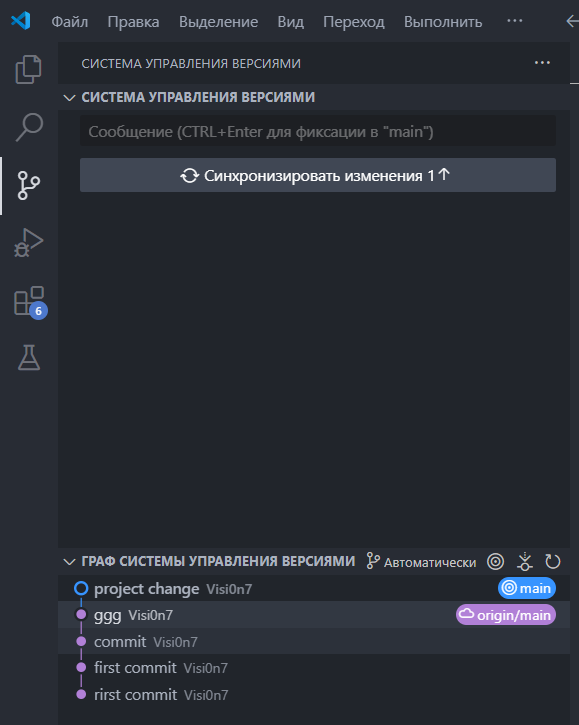 Файл Правка Выделение Вид Переход Выполнить ···
СИСТЕМА УПРАВЛЕНИЯ ВЕРСИЯМИ ···
СИСТЕМА УПРАВЛЕНИЯ ВЕРСИЯМИ
Сообщение (CTRL+Enter для фиксации в "main")
Синхронизировать изменения 1↑
6
ГРАФ СИСТЕМЫ УПРАВЛЕНИЯ ВЕРСИЯМИ Автоматически
project change Visi0n7 main
ggg Visi0n7 origin/main
commit Visi0n7
first commit Visi0n7
rirst commit Visi0n7